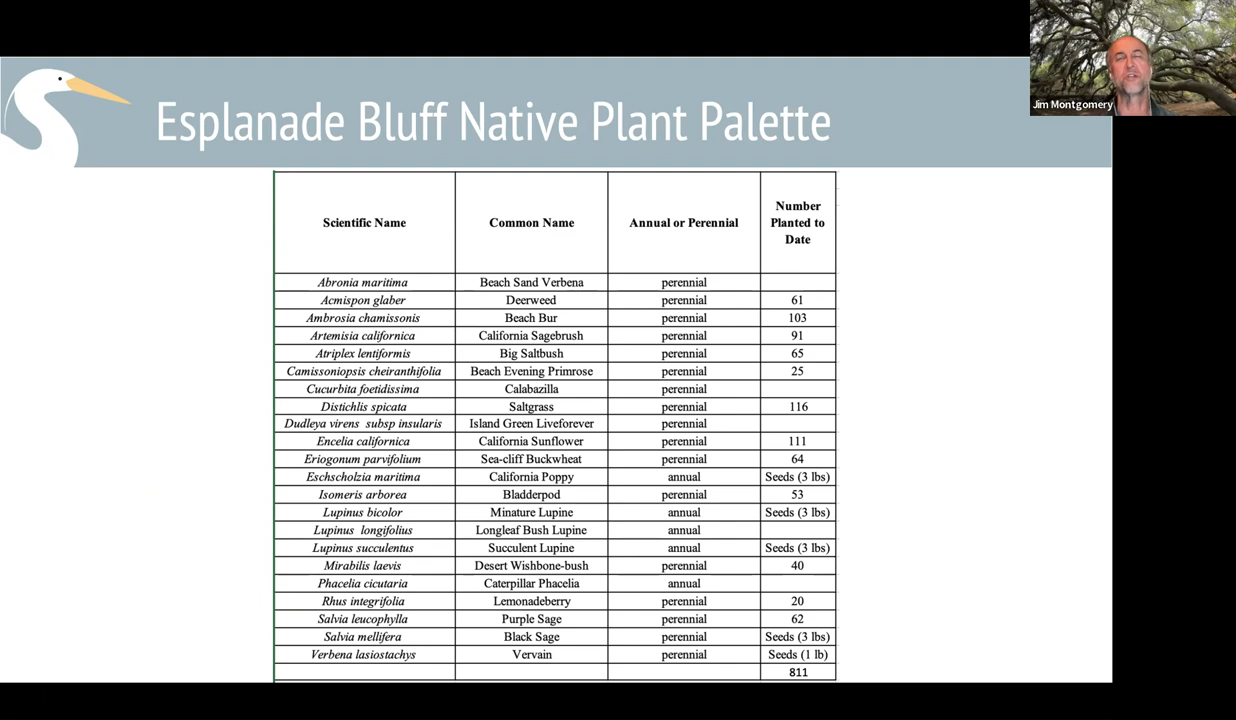 Jim Montgomery
Esplanade Bluff Native Plant Palette
Scientific Name Common Name Annual or Perennial Number Planted to Date
Abronia maritima Beach Sand Verbena perennial
Acmispon glaber Deerweed perennial 61
Ambrosia chamissonis Beach Bur perennial 103
Artemisia californica California Sagebrush perennial 91
Atriplex lentiformis Big Saltbush perennial 65
Camissoniopsis cheiranthifolia Beach Evening Primrose perennial 25
Cucurbita foetidissima Calabazilla perennial
Distichlis spicata Saltgrass perennial 116
Dudleya virens subsp insularis Island Green Liveforever perennial
Encelia californica California Sunflower perennial 111
Eriogonum parvifolium Sea-cliff Buckwheat perennial 64
Eschscholzia maritima California Poppy annual Seeds (3 lbs)
Isomeris arborea Bladderpod perennial 53
Lupinus bicolor Minature Lupine annual Seeds (3 lbs)
Lupinus longifolius Longleaf Bush Lupine annual
Lupinus succulentus Succulent Lupine annual Seeds (3 lbs)
Mirabilis laevis Desert Wishbone-bush perennial 40
Phacelia cicutaria Caterpillar Phacelia annual
Rhus integrifolia Lemonadeberry perennial 20
Salvia leucophylla Purple Sage perennial 62
Salvia mellifera Black Sage perennial Seeds (3 lbs)
Verbena lasiostachys Vervain perennial Seeds (1 lb)
811